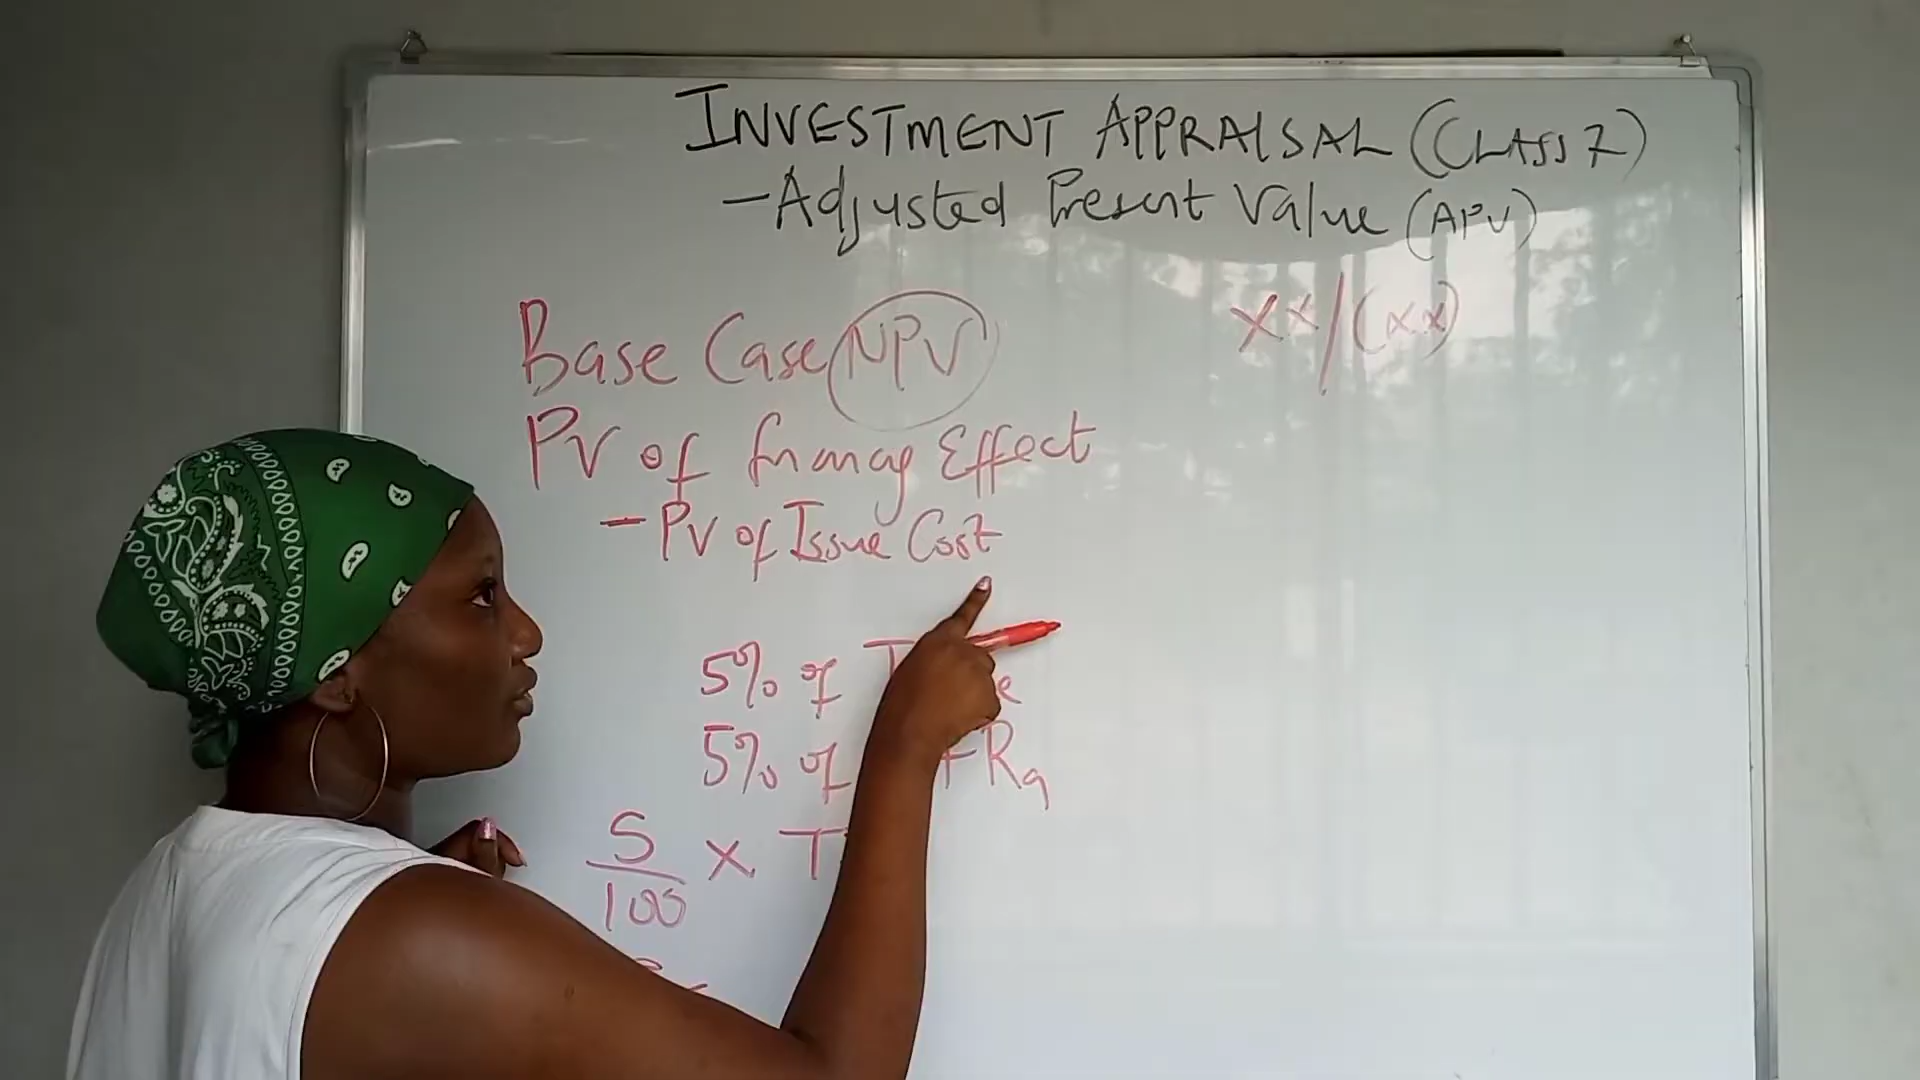 INVESTMENT APPRAISAL (CLASS 7)
- Adjusted Present Value (APV)
Base Case NPV xx/(xx)
PV of Effect
- PV of Issue Cost
5% of
5% of + Rq
5/100 x T